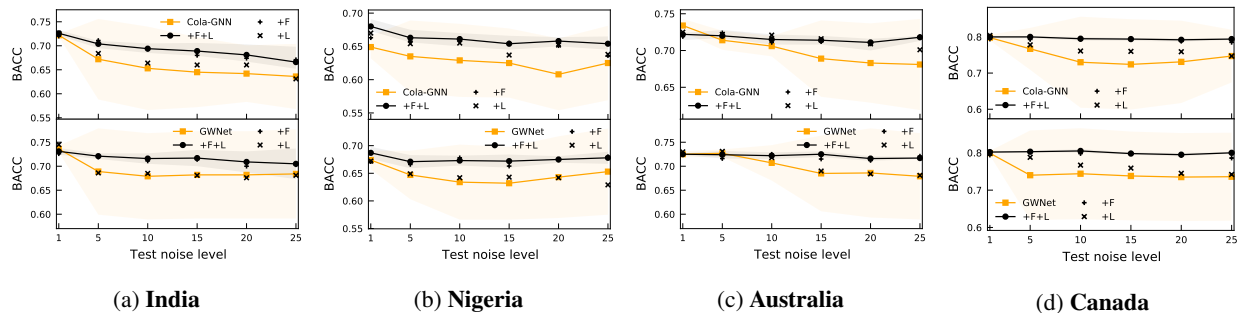 0.75
0.70
0.65
0.60
0.55
BACC
Cola-GNN
+F+L
+F
+L
0.75
0.70
0.65
0.60
BACC
GWNet
+F+L
+F
+L
1 5 10 15 20 25
Test noise level
(a) India
0.70
0.65
0.60
0.55
BACC
Cola-GNN
+F+L
+F
+L
0.70
0.65
0.60
0.55
BACC
GWNet
+F+L
+F
+L
1 5 10 15 20 25
Test noise level
(b) Nigeria
0.75
0.70
0.65
BACC
Cola-GNN
+F+L
+F
+L
0.75
0.70
0.65
0.60
BACC
GWNet
+F+L
+F
+L
1 5 10 15 20 25
Test noise level
(c) Australia
0.8
0.7
0.6
BACC
Cola-GNN
+F+L
+F
+L
0.8
0.7
0.6
BACC
GWNet
+F+L
+F
+L
1 5 10 15 20 25
Test noise level
(d) Canada